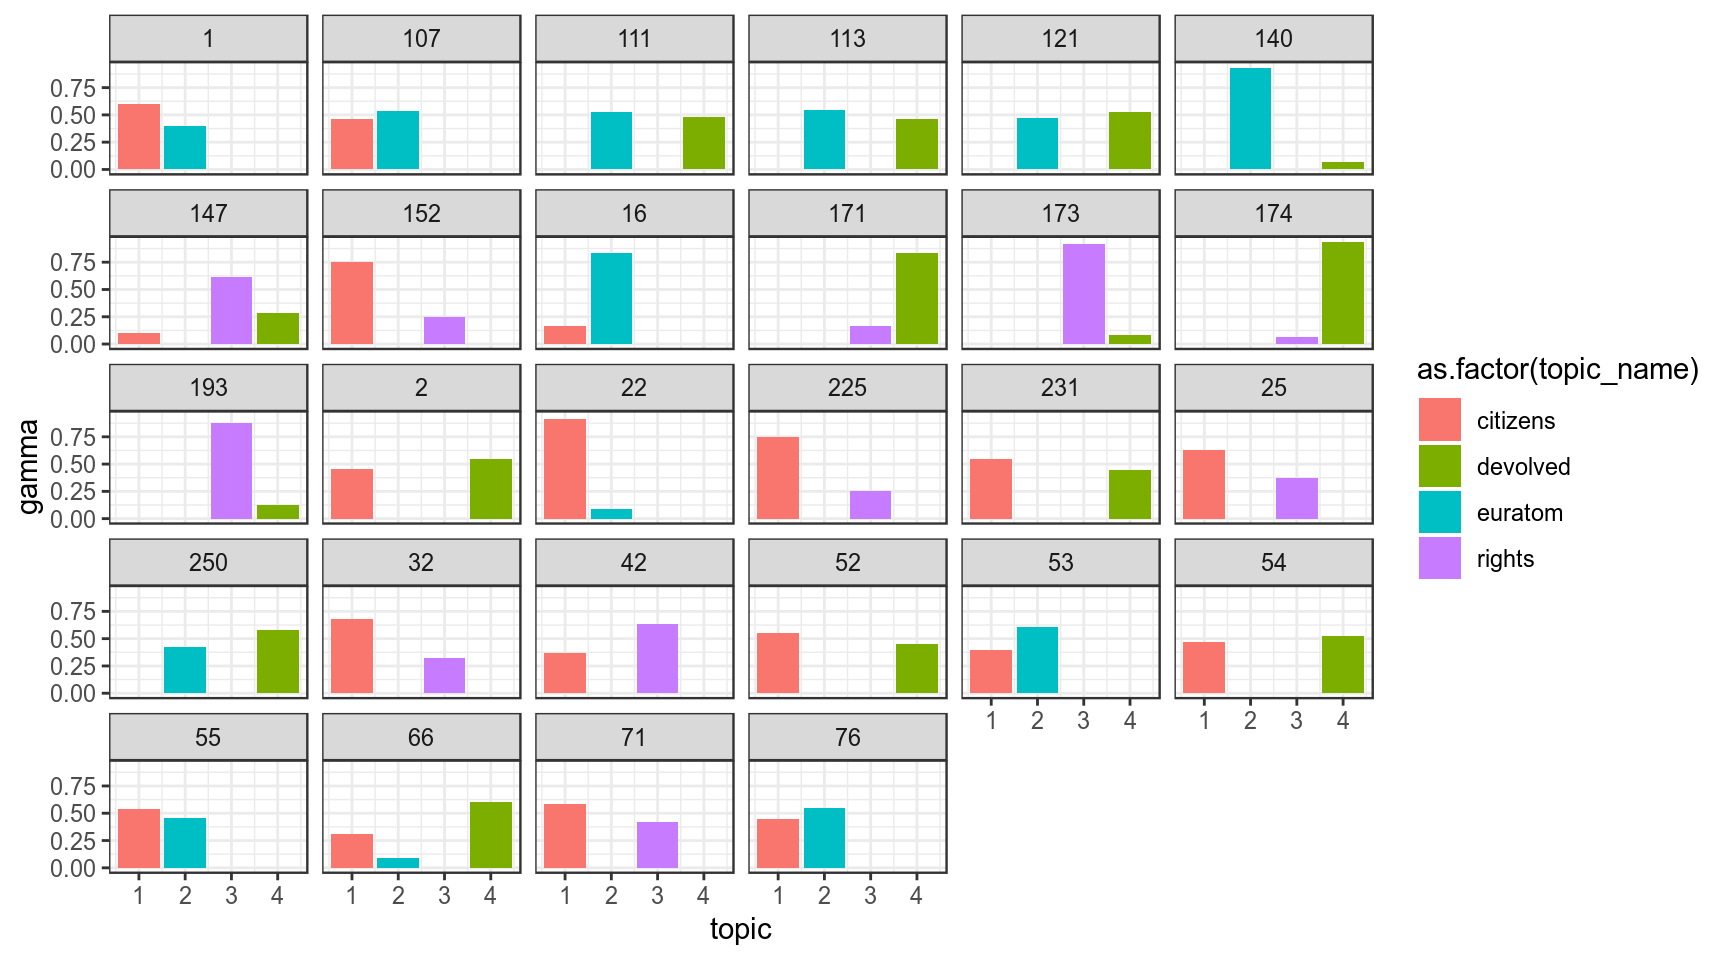 1 107 111 113 121 140
0.75
0.50
0.25
0.00
147 152 16 171 173 174
0.75
0.50
0.25
0.00
193 2 22 225 231 25
0.75
0.50
0.25
0.00
250 32 42 52 53 54
0.75
0.50
0.25
0.00
1 2 3 4 1 2 3 4
55 66 71 76
0.75
0.50
0.25
0.00
1 2 3 4 1 2 3 4 1 2 3 4 1 2 3 4
topic
gamma
as.factor(topic_name)
citizens
devolved
euratom
rights